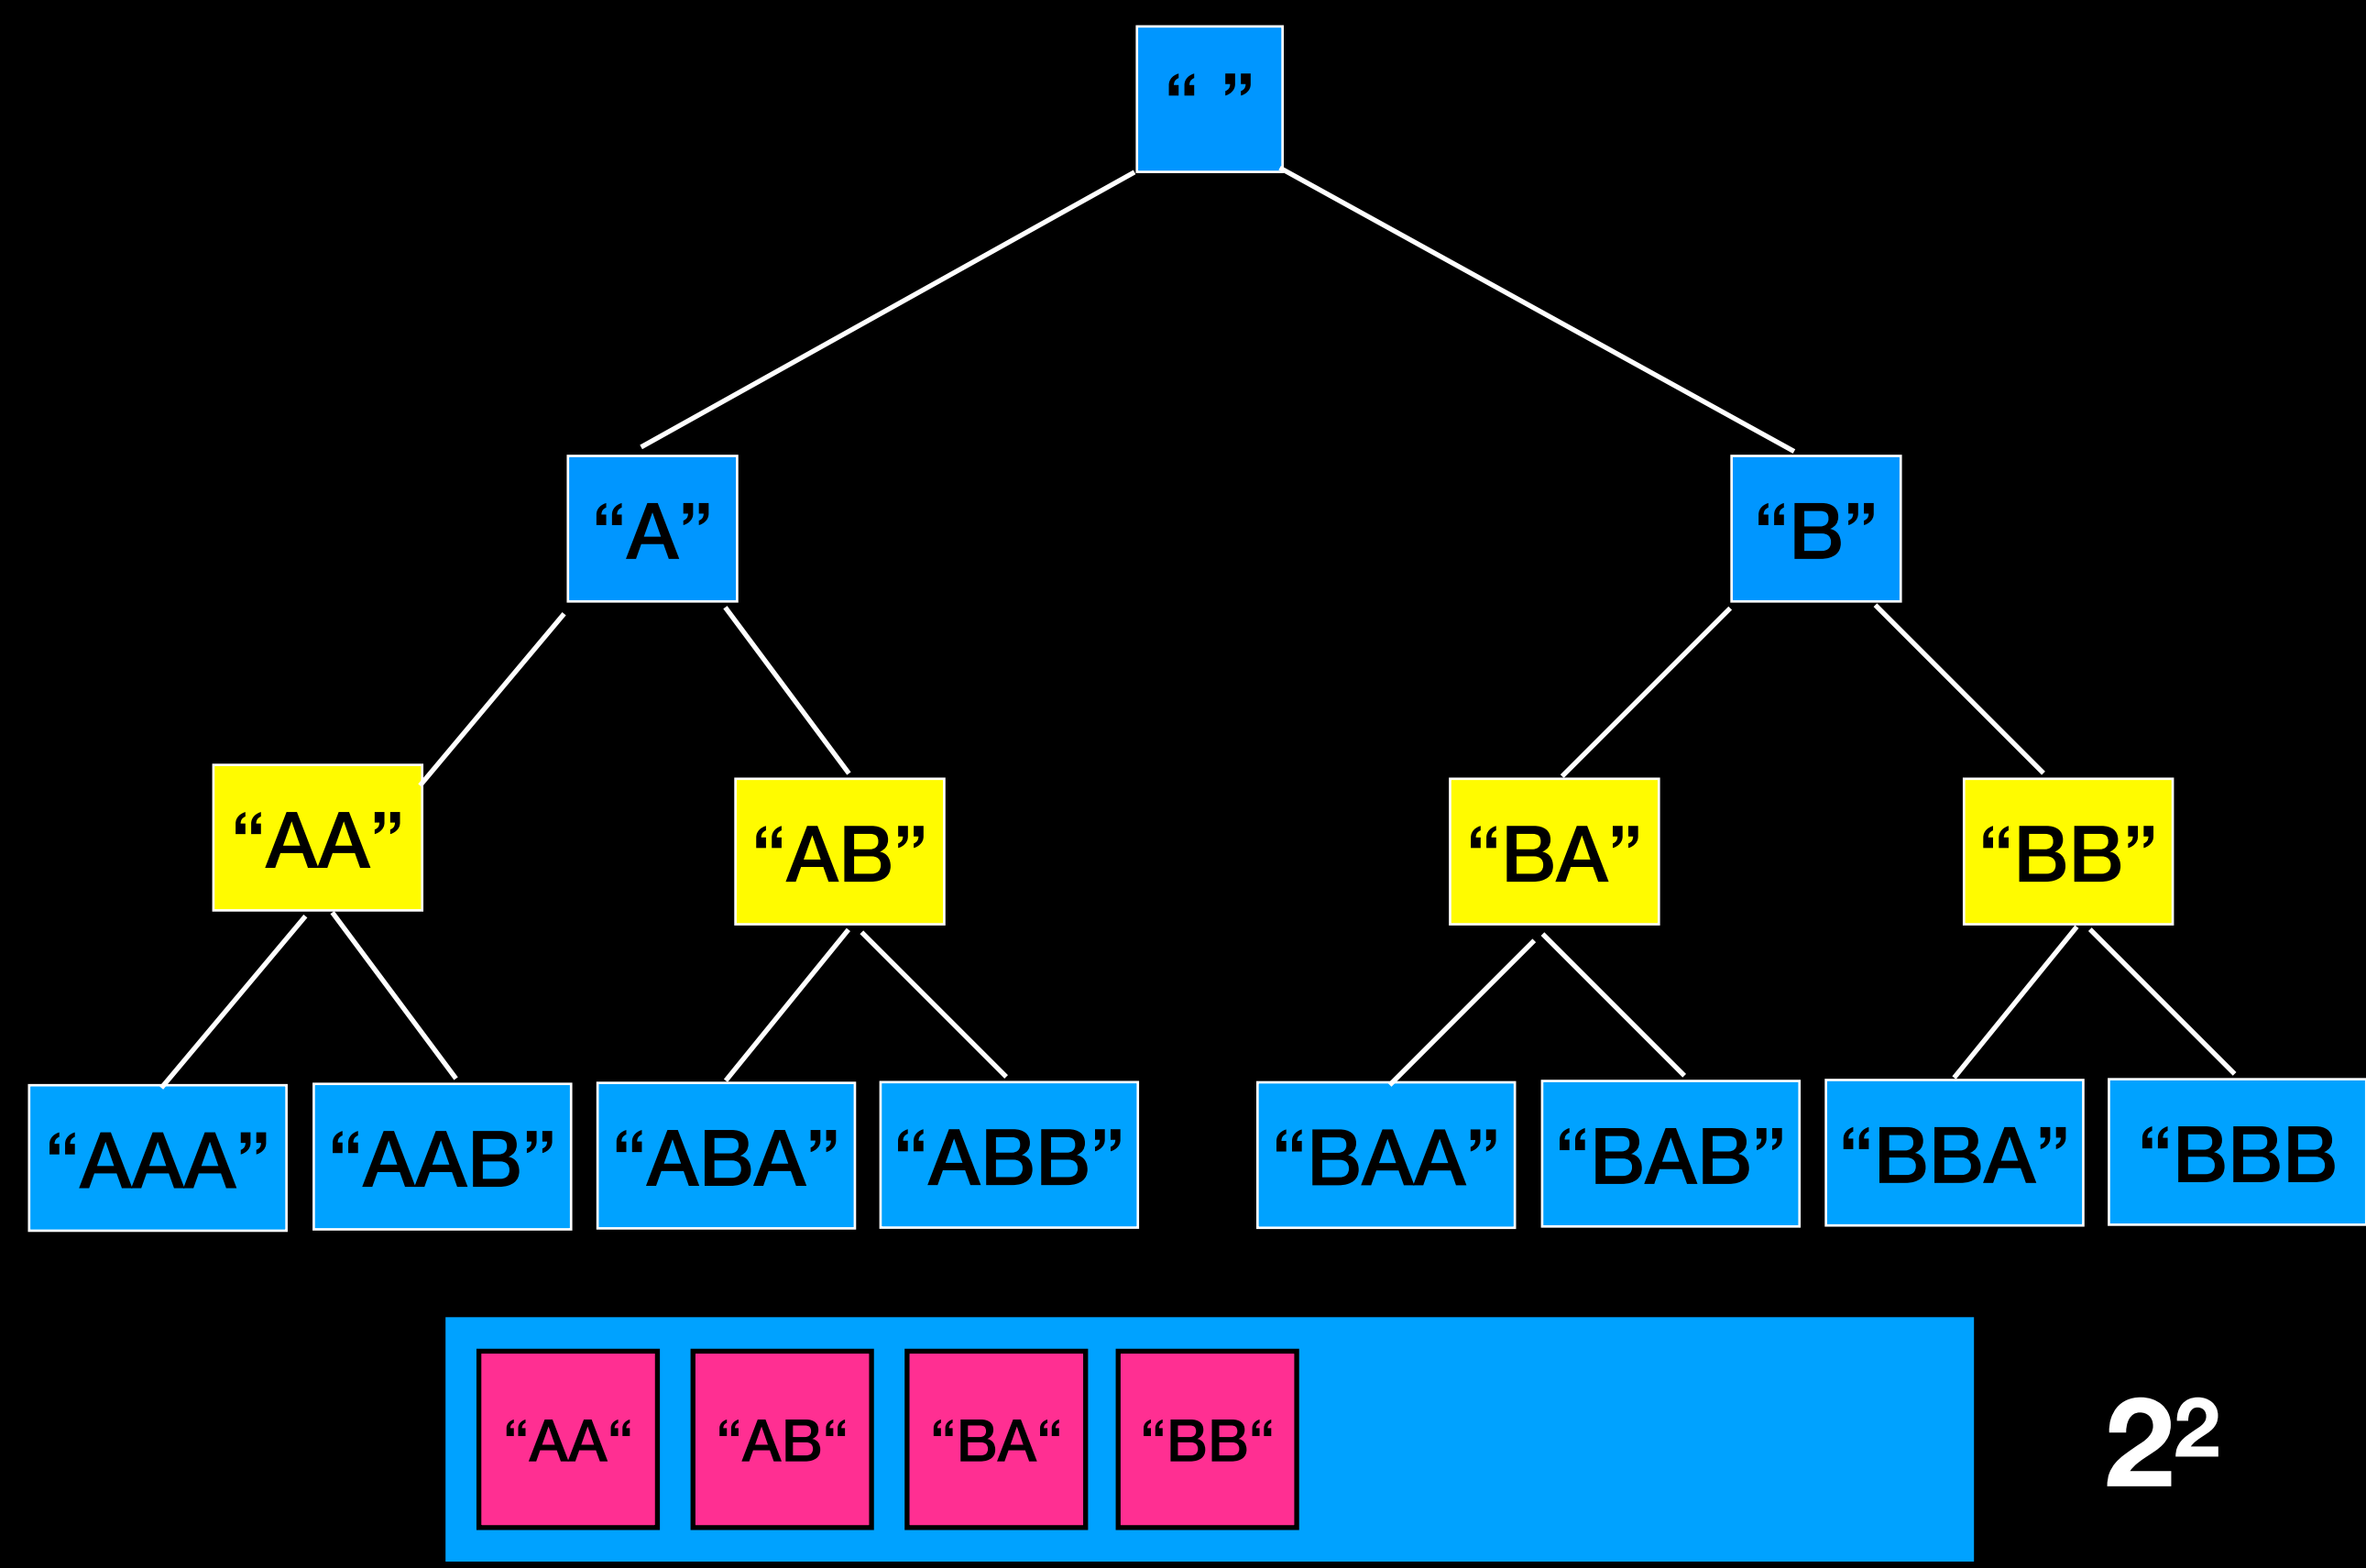 “ ”
“A” “B”
“AA” “AB” “BA” “BB”
“AAA” “AAB” “ABA” “ABB” “BAA” “BAB” “BBA” “BBB
“AA“ “AB“ “BA“ “BB“ 2²